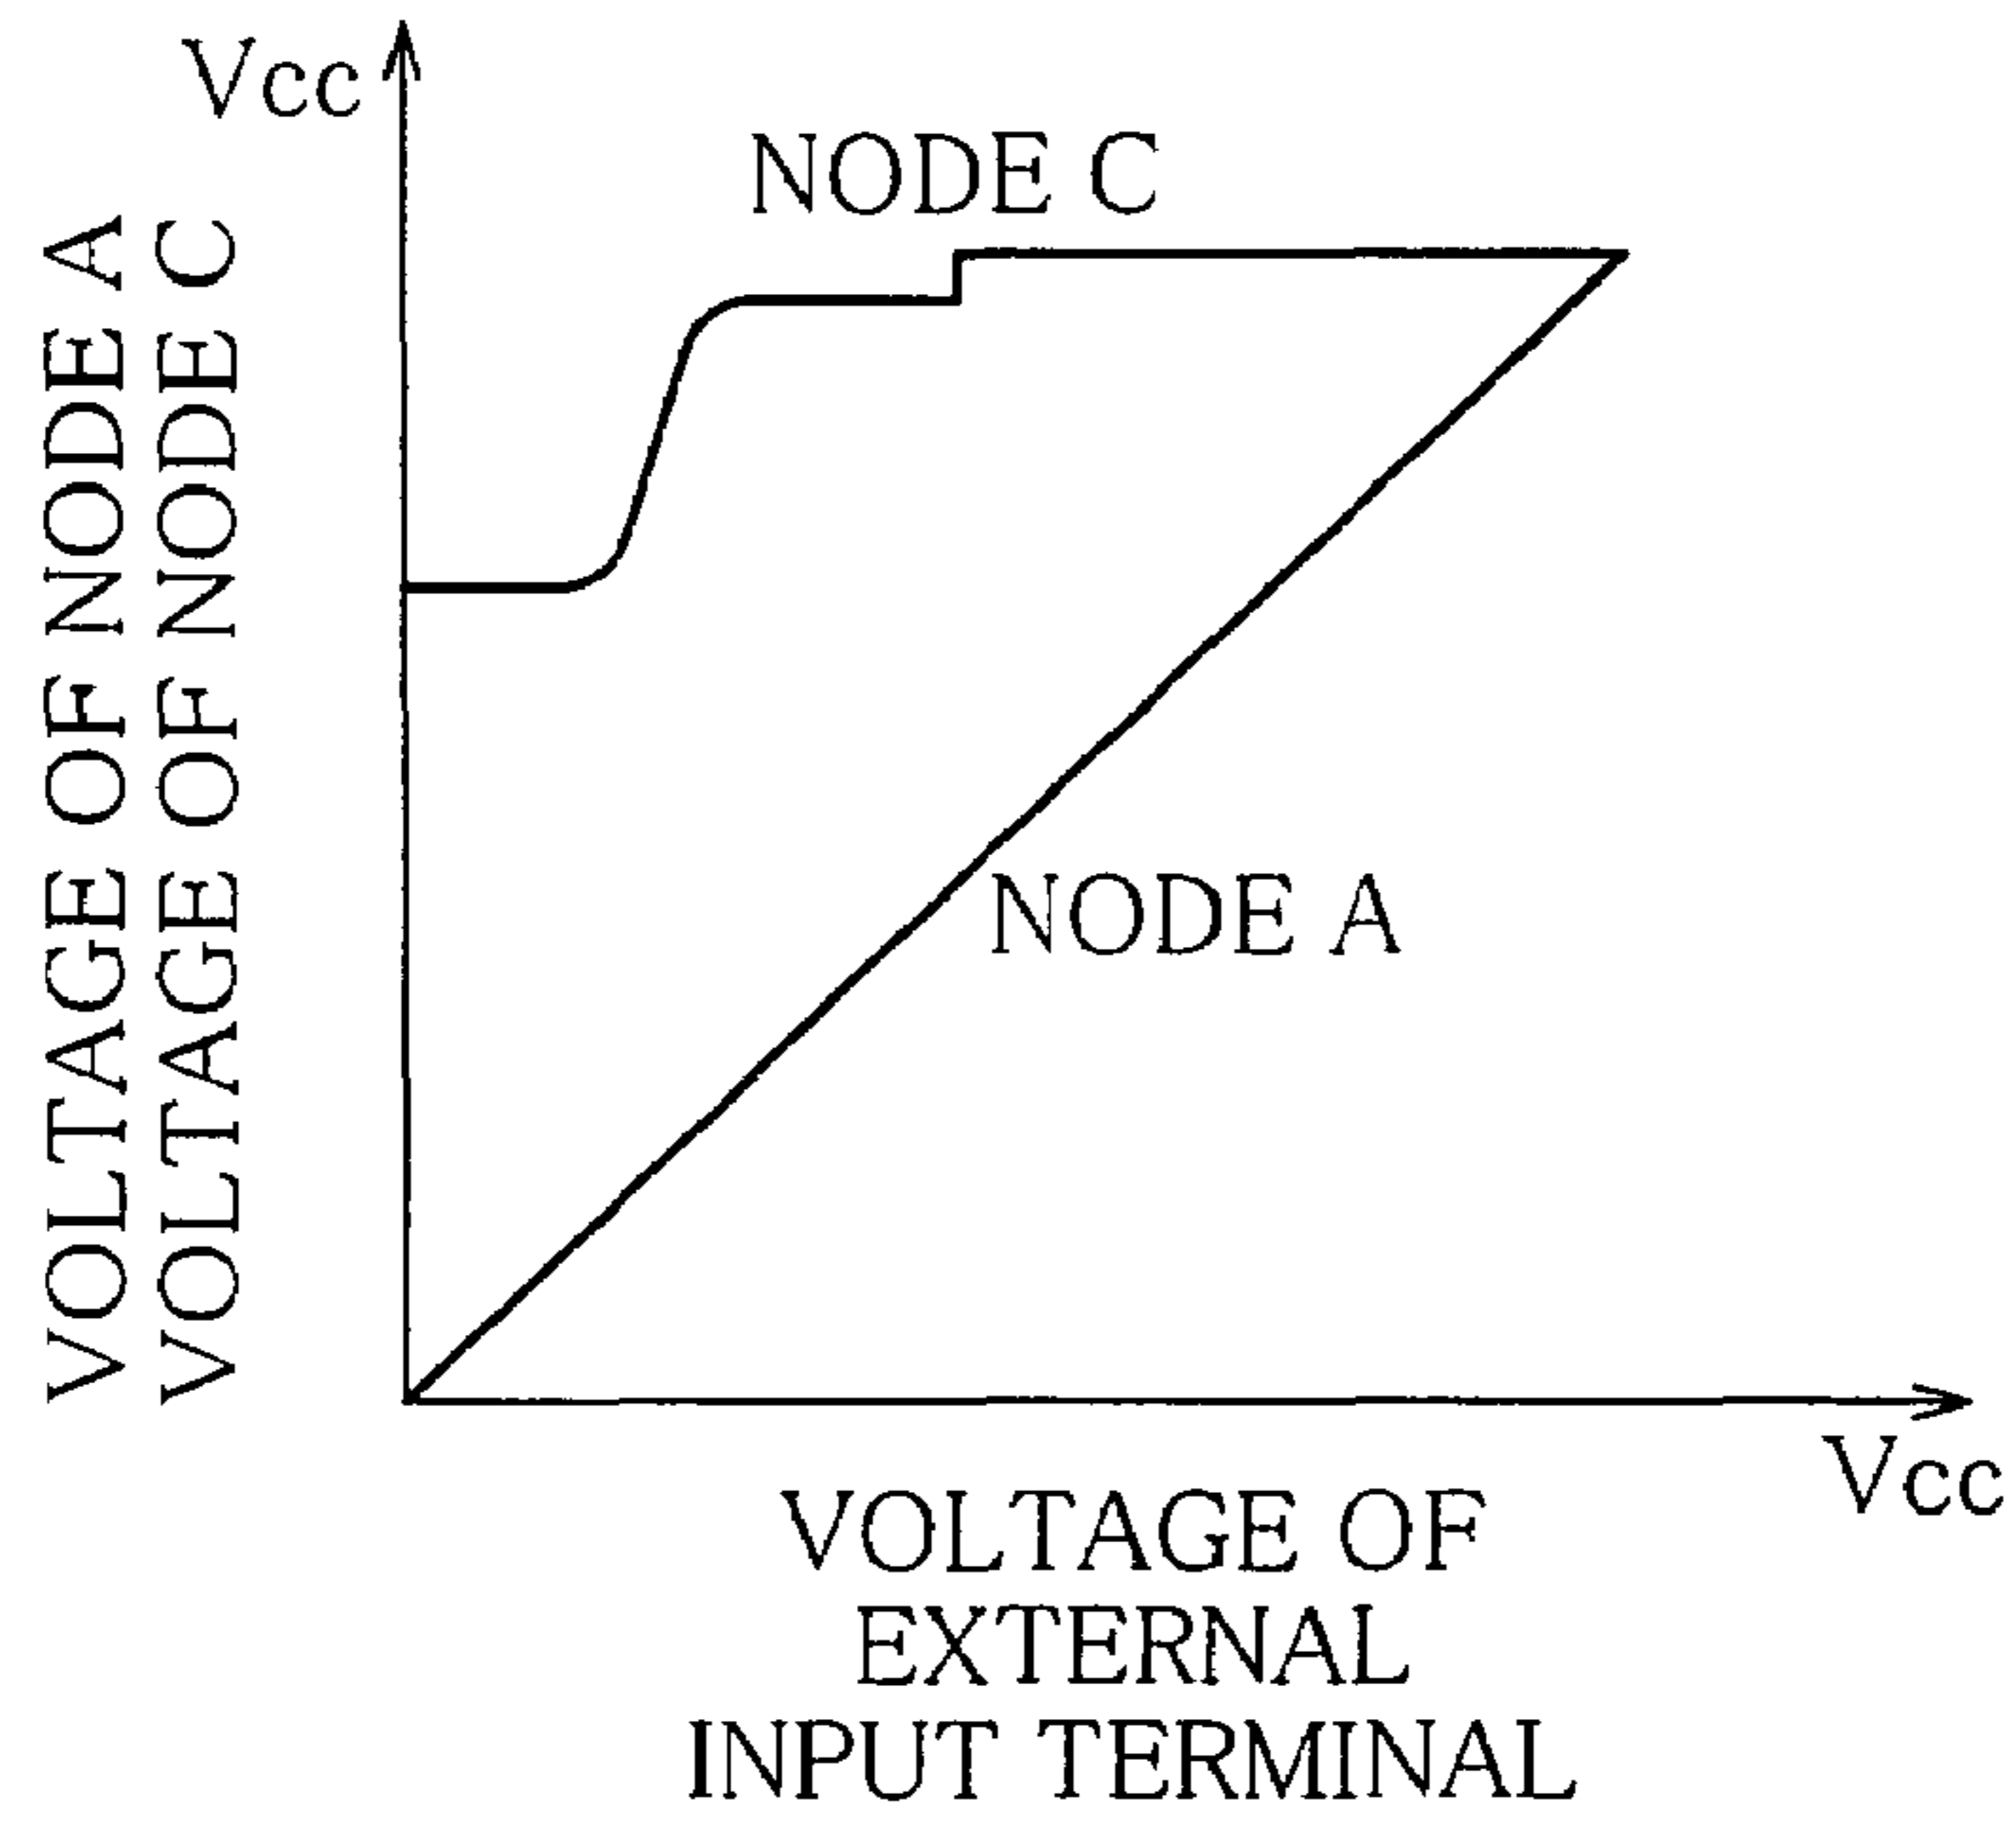 Vcc
NODE C
VOLTAGE OF NODE A
VOLTAGE OF NODE C
NODE A
Vcc
VOLTAGE OF
EXTERNAL
INPUT TERMINAL